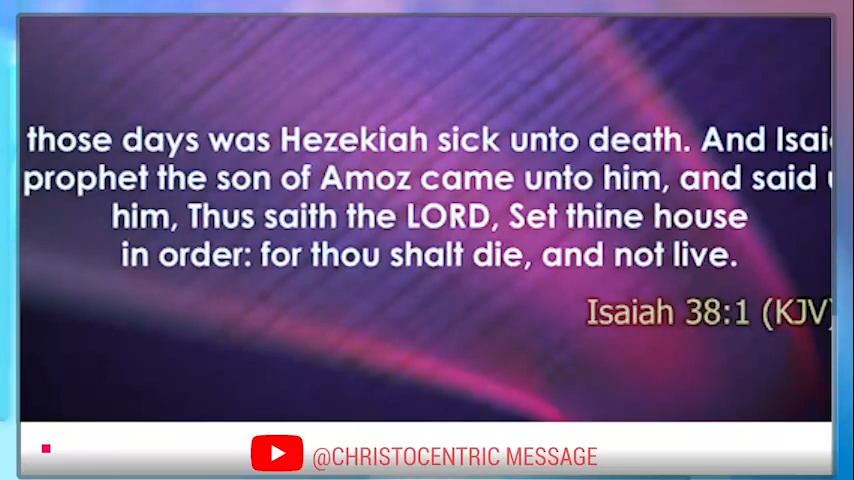 those days was Hezekiah sick unto death. And
prophet the son of Amoz came unto him, and said
him, Thus saith the LORD, Set thine house
in order: for thou shalt die, and not live.
Isaiah 38:1 (KJV)
@CHRISTOCENTRIC MESSAGE